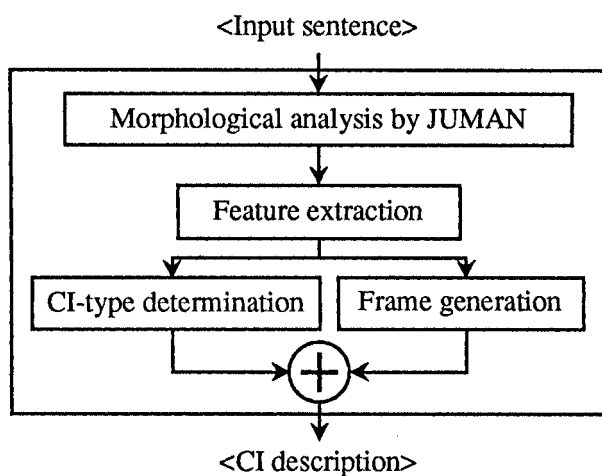 <Input sentence>
Morphological analysis by JUMAN
Feature extraction
CI-type determination
Frame generation
<CI description>